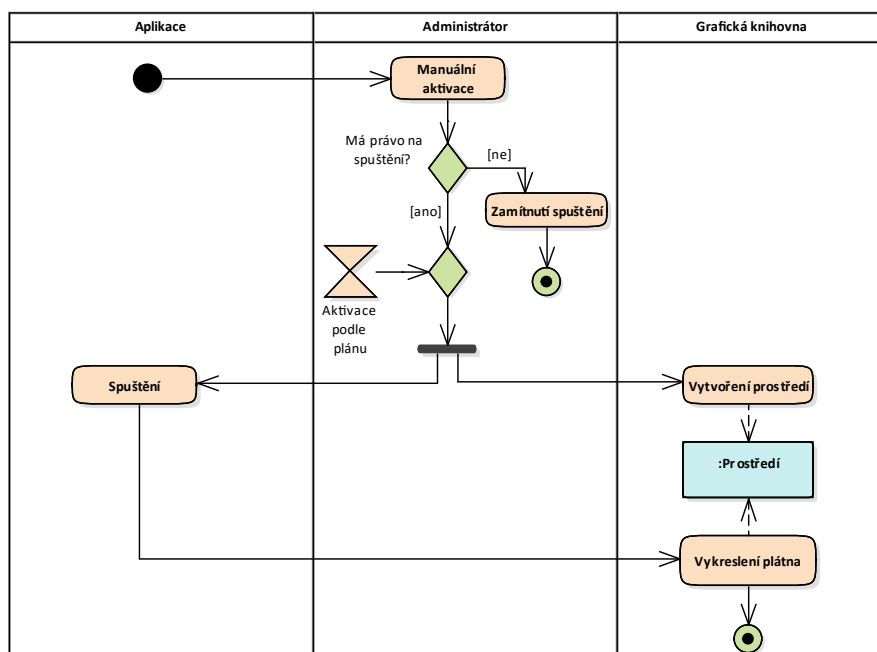 Aplikace
Administrátor
Grafická knihovna
Manuální
aktivace
Má právo na
spuštění?
[ne]
Zamítnutí spuštění
[ano]
Aktivace
podle
plánu
Spuštění
Vytvoření prostředí
:Prostředí
Vykreslení plátna